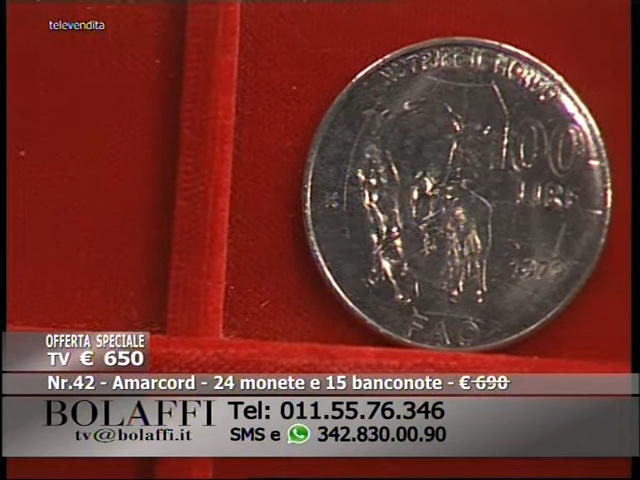 televendita
NUTRIRE IL MONDO
100
LIRE
R
1979
FAO
OFFERTA SPECIALE
TV € 650
Nr.42 - Amarcord - 24 monete e 15 banconote - € 690
BOLAFFI
tv@bolaffi.it
Tel: 011.55.76.346
SMS e 342.830.00.90